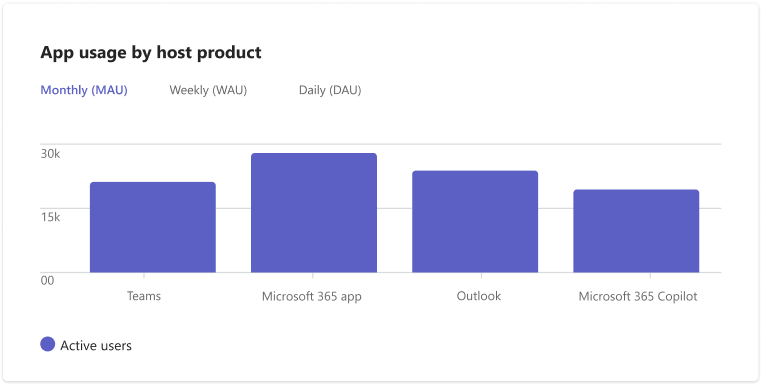 App usage by host product
Monthly (MAU) Weekly (WAU) Daily (DAU)
30k
15k
00
Teams Microsoft 365 app Outlook Microsoft 365 Copilot
Active users